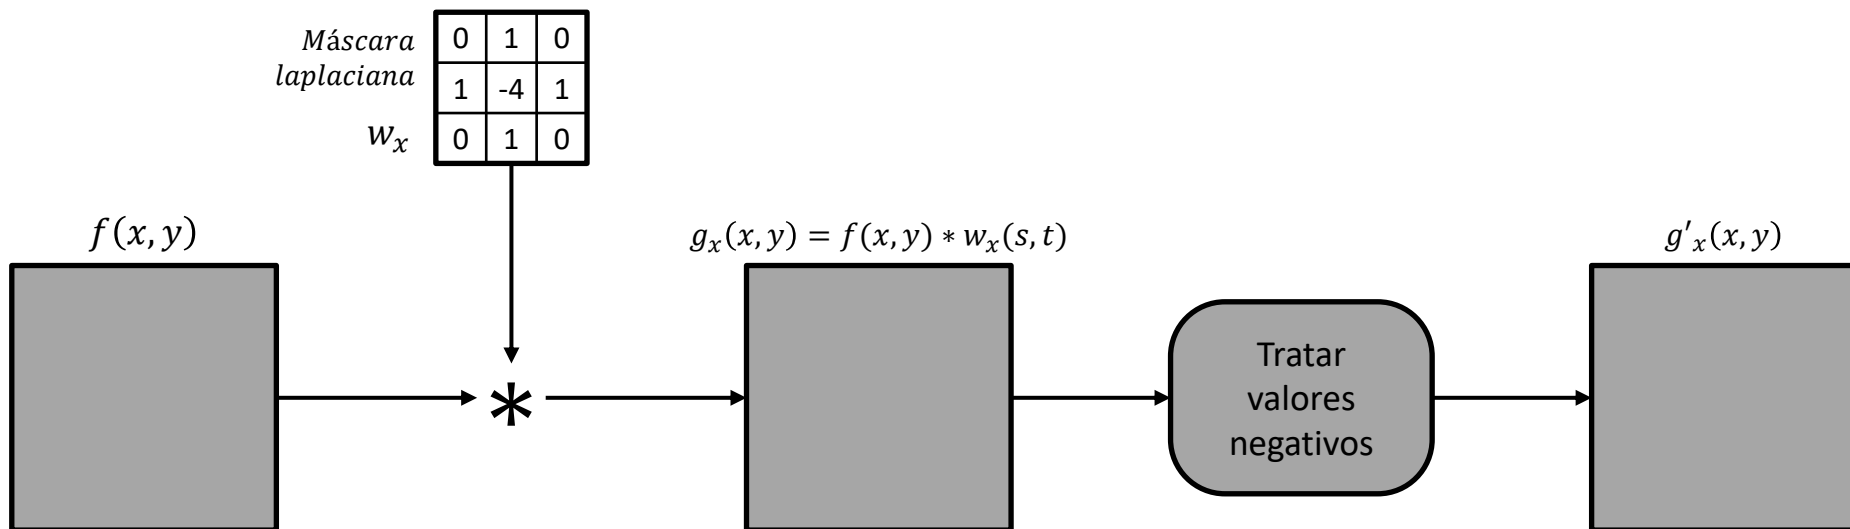 Máscara
laplaciana
w_x
0 1 0
1 -4 1
0 1 0
f(x, y)
*
g_x(x, y) = f(x, y) * w_x(s, t)
Tratar
valores
negativos
g'_x(x, y)